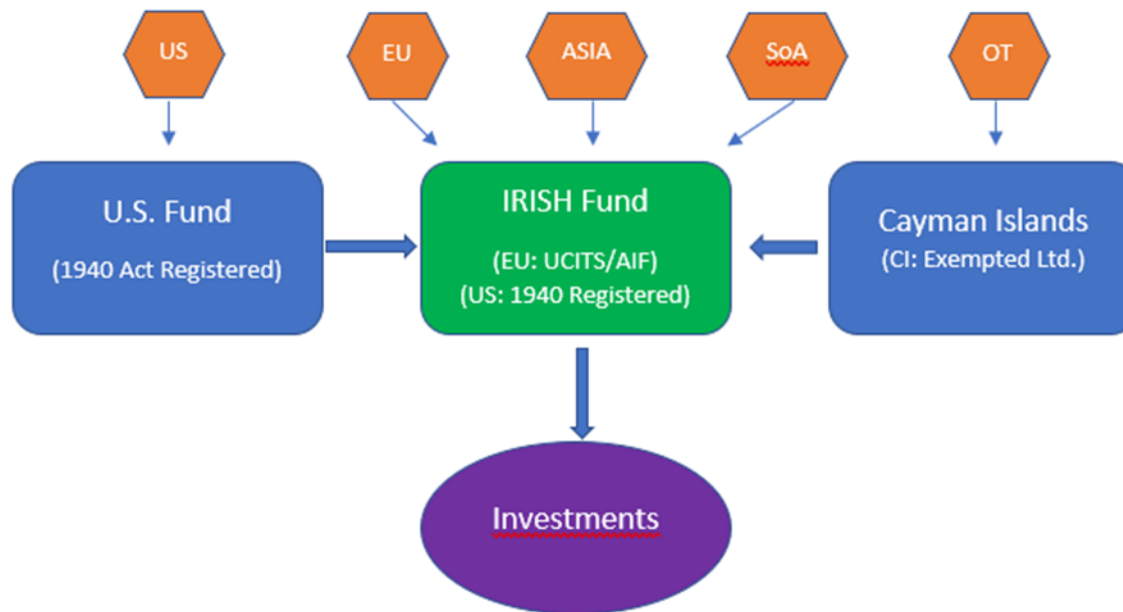 US
EU
ASIA
SoA
OT
U.S. Fund
(1940 Act Registered)
IRISH Fund
(EU: UCITS/AIF)
(US: 1940 Registered)
Cayman Islands
(CI: Exempted Ltd.)
Investments